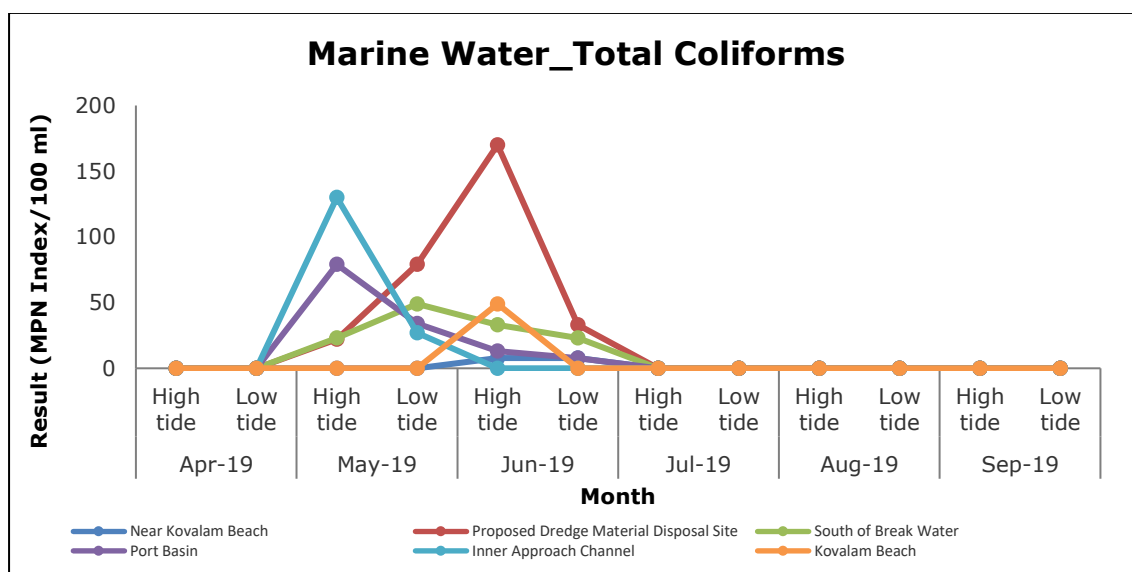 Marine Water_Total Coliforms
Result (MPN Index/100 ml)
200
150
100
50
0
High tide Low tide High tide Low tide High tide Low tide High tide Low tide High tide Low tide High tide Low tide
Apr-19 May-19 Jun-19 Jul-19 Aug-19 Sep-19
Month
Near Kovalam Beach Proposed Dredge Material Disposal Site South of Break Water
Port Basin Inner Approach Channel Kovalam Beach